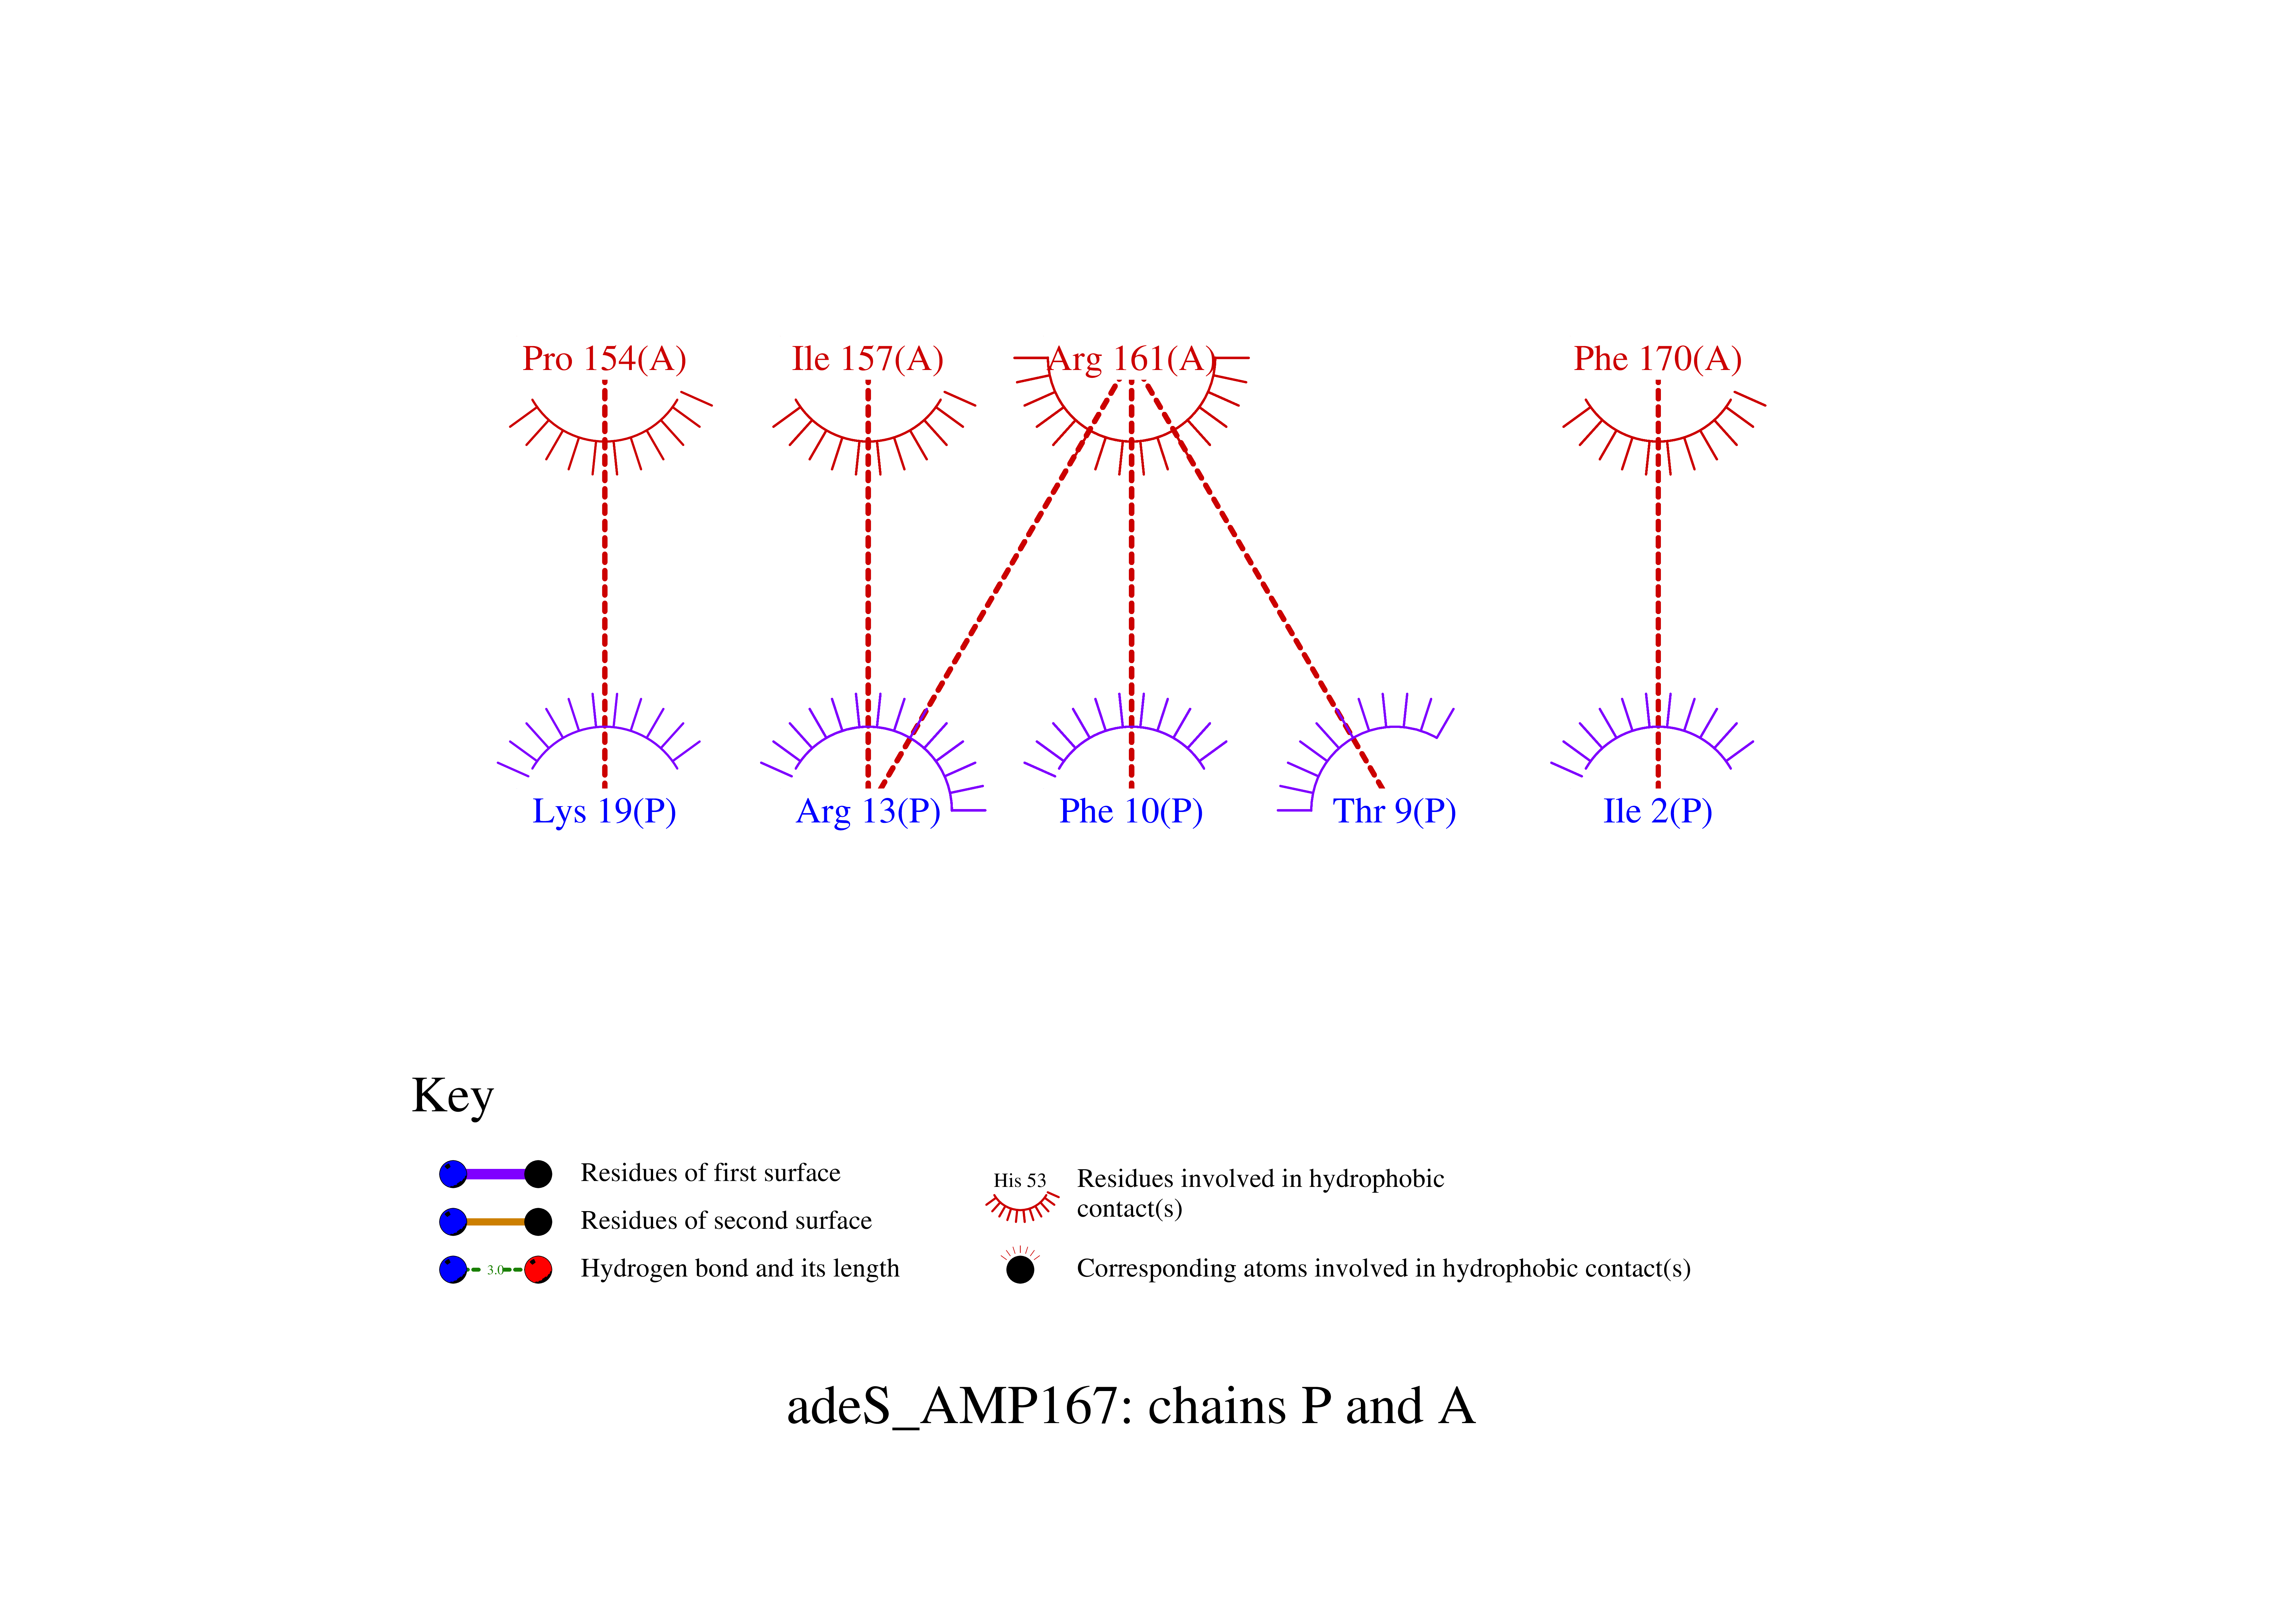 Pro 154(A) Ile 157(A) Arg 161(A) Phe 170(A)
Lys 19(P) Arg 13(P) Phe 10(P) Thr 9(P) Ile 2(P)
Key
Residues of first surface
Residues of second surface
3.0 Hydrogen bond and its length
His 53 Residues involved in hydrophobic
contact(s)
Corresponding atoms involved in hydrophobic contact(s)
adeS_AMP167: chains P and A